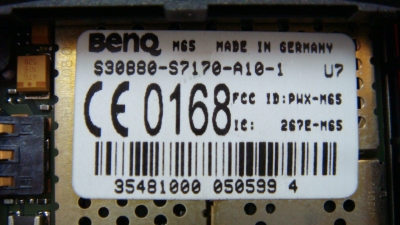 BenQ M65 MADE IN GERMANY
S30880-S7170-A10-1 U7
CE 0168 FCC ID:PWX-M65
IC: 267E-M65
35481000 050599 4